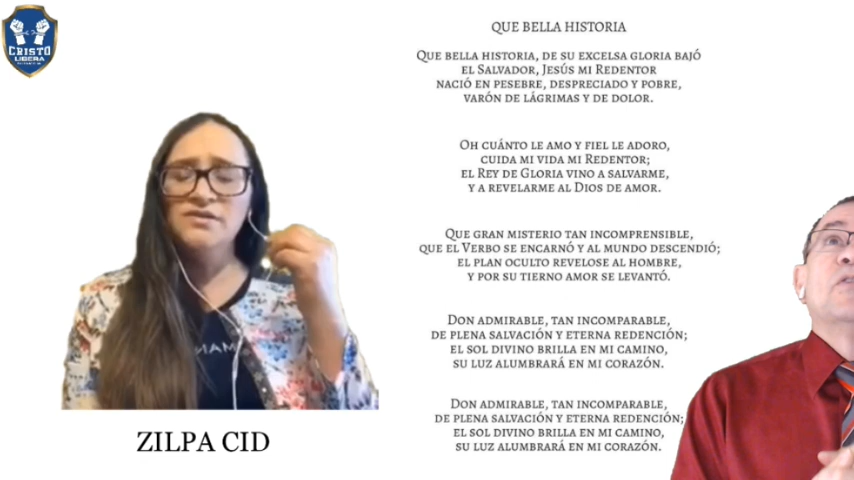 CRISTO
LIBERA
QUE BELLA HISTORIA
Que bella historia, de su excelsa gloria bajó
el Salvador, Jesús mi Redentor
nació en pesebre, despreciado y pobre,
varón de lágrimas y de dolor.
Oh cuánto le amo y fiel le adoro,
cuida mi vida mi Redentor;
el Rey de Gloria vino a salvarme,
y a revelarme al Dios de amor.
Que gran misterio tan incomprensible,
que el Verbo se encarnó y al mundo descendió;
el plan oculto revelose al hombre,
y por su tierno amor se levantó.
Don admirable, tan incomparable,
de plena salvación y eterna redención;
el sol divino brilla en mi camino,
su luz alumbrará en mi corazón.
Don admirable, tan incomparable,
de plena salvación y eterna redención;
el sol divino brilla en mi camino,
su luz alumbrará en mi corazón.
ZILPA CID